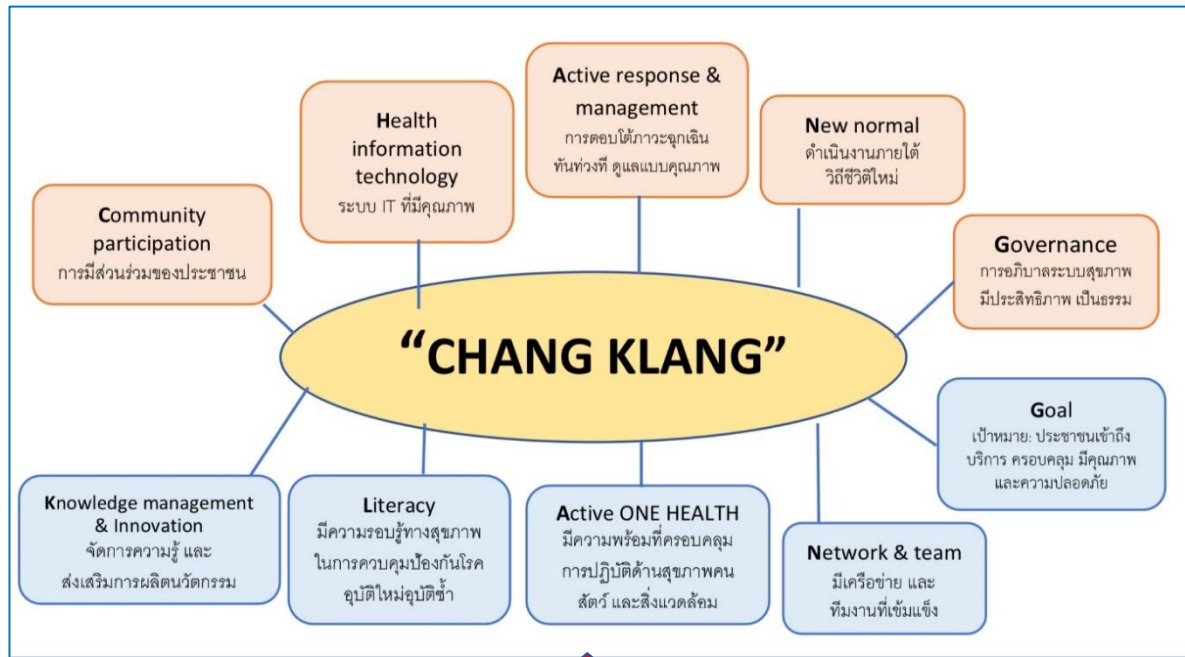 Community
participation
การมีส่วนร่วมของประชาชน
Health
information
technology
ระบบ IT ที่มีคุณภาพ
Active response &
management
การตอบโต้ภาวะฉุกเฉิน
ทันท่วงที ดูแลแบบคุณภาพ
New normal
ดำเนินงานภายใต้
วิถีชีวิตใหม่
Governance
การอภิบาลระบบสุขภาพ
มีประสิทธิภาพ เป็นธรรม
“CHANG KLANG”
Knowledge management
& Innovation
จัดการความรู้ และ
ส่งเสริมการผลิตนวัตกรรม
Literacy
มีความรอบรู้ทางสุขภาพ
ในการควบคุมป้องกันโรค
อุบัติใหม่อุบัติซ้ำ
Active ONE HEALTH
มีความพร้อมที่ครอบคลุม
การปฏิบัติด้านสุขภาพคน
สัตว์ และสิ่งแวดล้อม
Network & team
มีเครือข่าย และ
ทีมงานที่เข้มแข็ง
Goal
เป้าหมาย: ประชาชนเข้าถึง
บริการ ครอบคลุม มีคุณภาพ
และความปลอดภัย